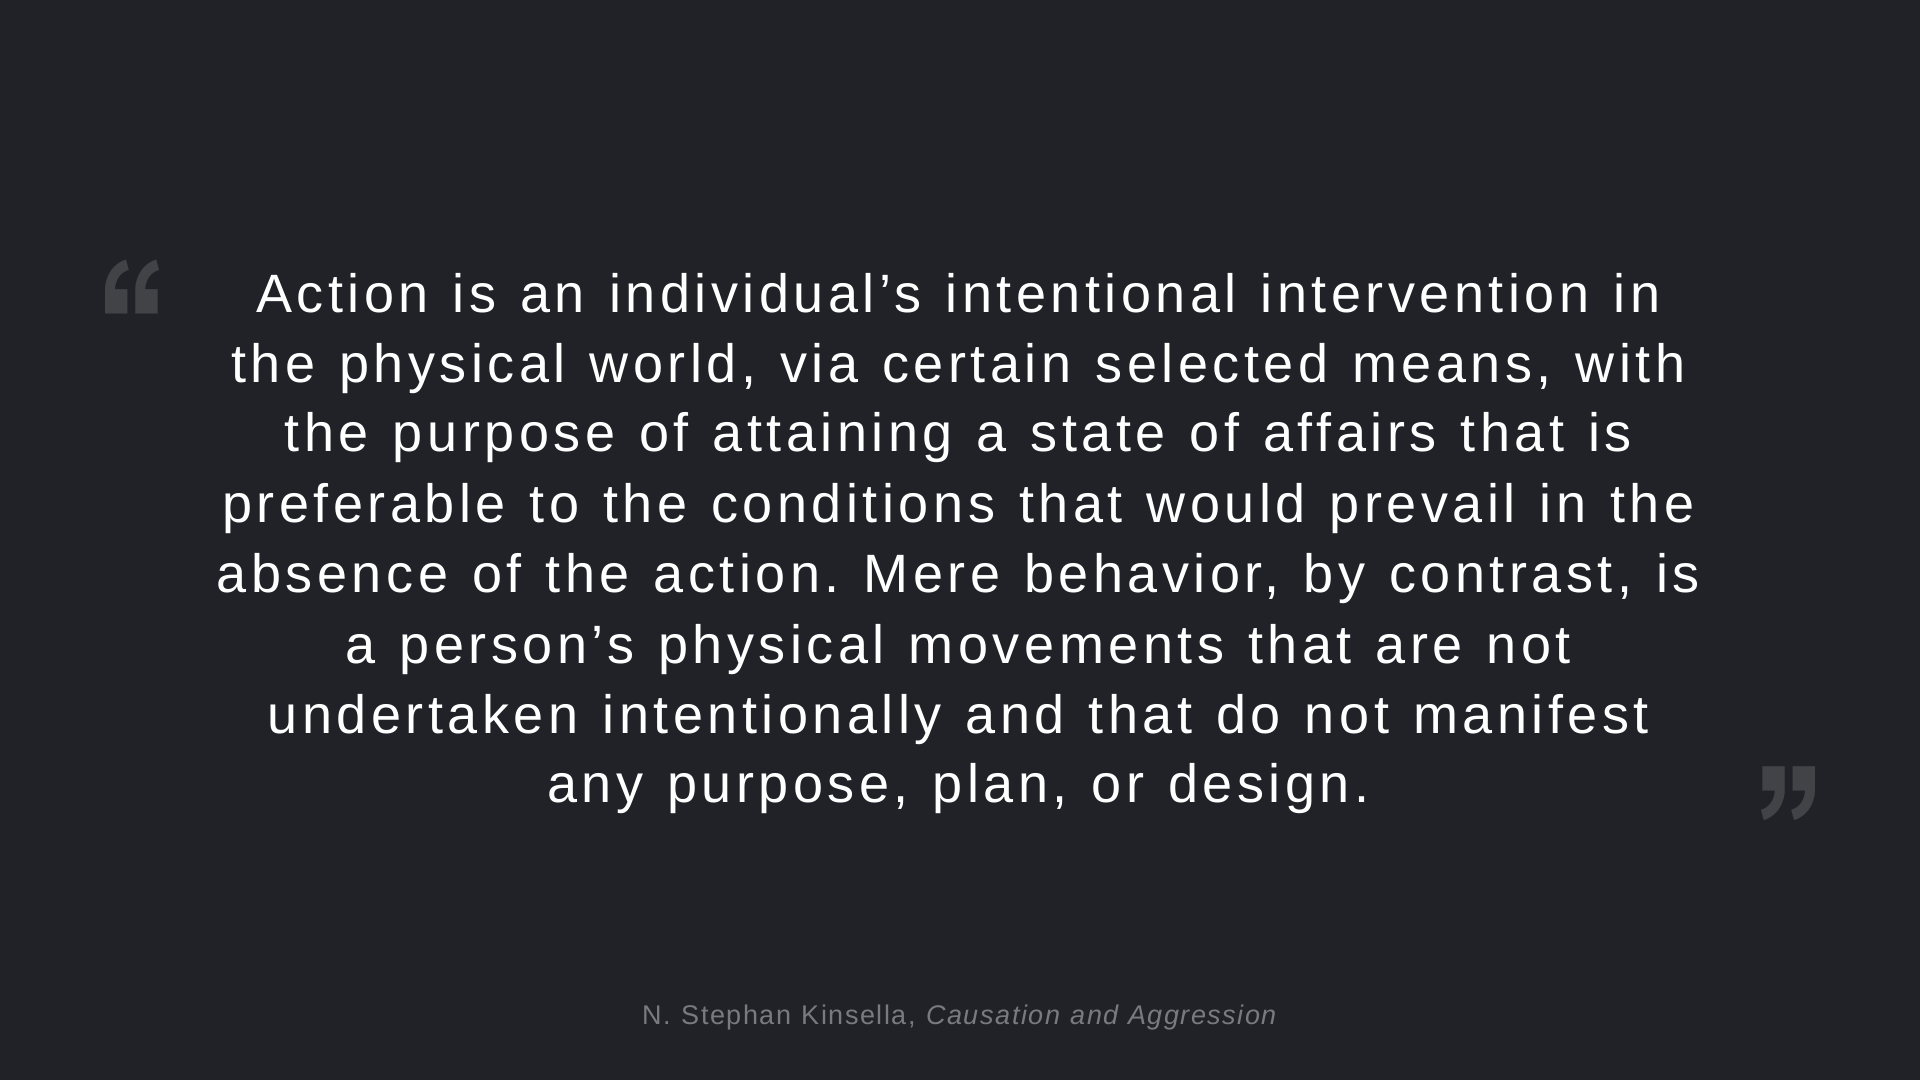 “ Action is an individual’s intentional intervention in
the physical world, via certain selected means, with
the purpose of attaining a state of affairs that is
preferable to the conditions that would prevail in the
absence of the action. Mere behavior, by contrast, is
a person’s physical movements that are not
undertaken intentionally and that do not manifest
any purpose, plan, or design. ”
N. Stephan Kinsella, Causation and Aggression